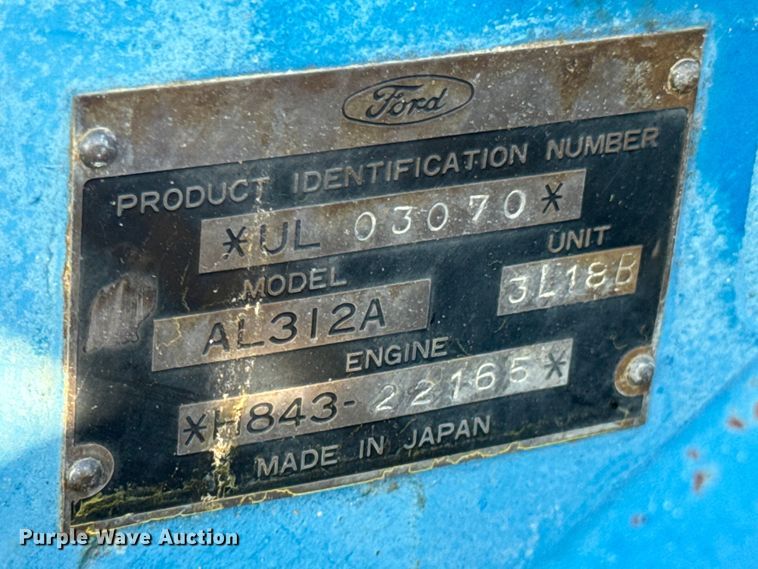 Ford
PRODUCT IDENTIFICATION NUMBER
*UL 03070*
MODEL UNIT
AL312A 3L18B
ENGINE
*H843-22165*
MADE IN JAPAN
Purple Wave Auction